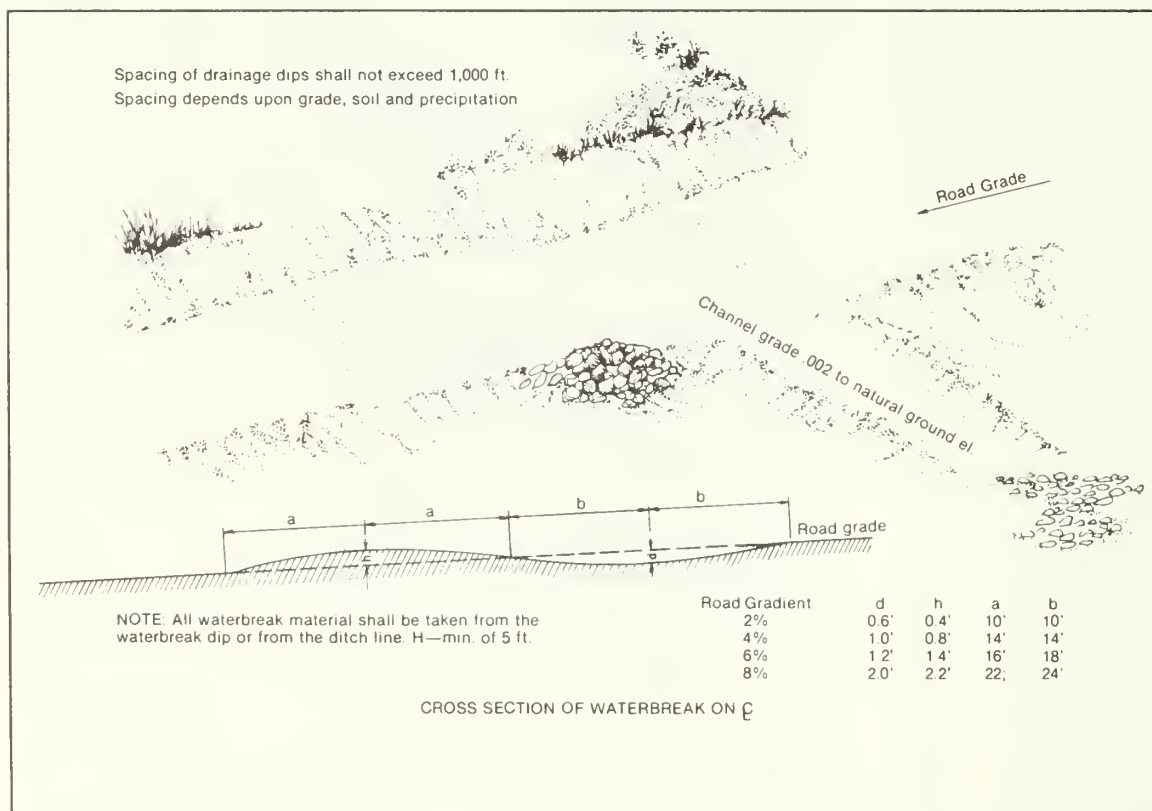 Spacing of drainage dips shall not exceed 1,000 ft.
Spacing depends upon grade, soil and precipitation
Road Grade
Channel grade .002 to natural ground el.
a a b b
h d
Road grade
NOTE: All waterbreak material shall be taken from the
waterbreak dip or from the ditch line. H—min. of 5 ft.
Road Gradient d h a b
2% 0.6' 0.4' 10' 10'
4% 1.0' 0.8' 14' 14'
6% 1.2' 1.4' 16' 18'
8% 2.0' 2.2' 22; 24'
CROSS SECTION OF WATERBREAK ON ℄